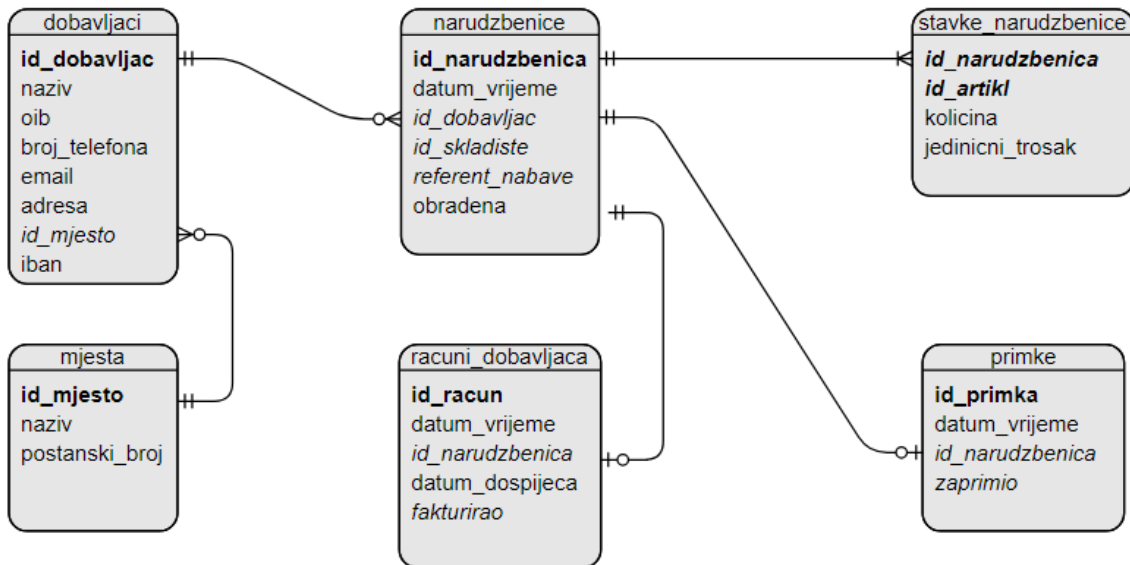 dobavljaci
id_dobavljac
naziv
oib
broj_telefona
email
adresa
id_mjesto
iban
narudzbenice
id_narudzbenica
datum_vrijeme
id_dobavljac
id_skladiste
referent_nabave
obradena
stavke_narudzbenice
id_narudzbenica
id_artikl
kolicina
jedinicni_trosak
mjesta
id_mjesto
naziv
postanski_broj
racuni_dobavljaca
id_racun
datum_vrijeme
id_narudzbenica
datum_dospijeca
fakturirao
primke
id_primka
datum_vrijeme
id_narudzbenica
zaprimio